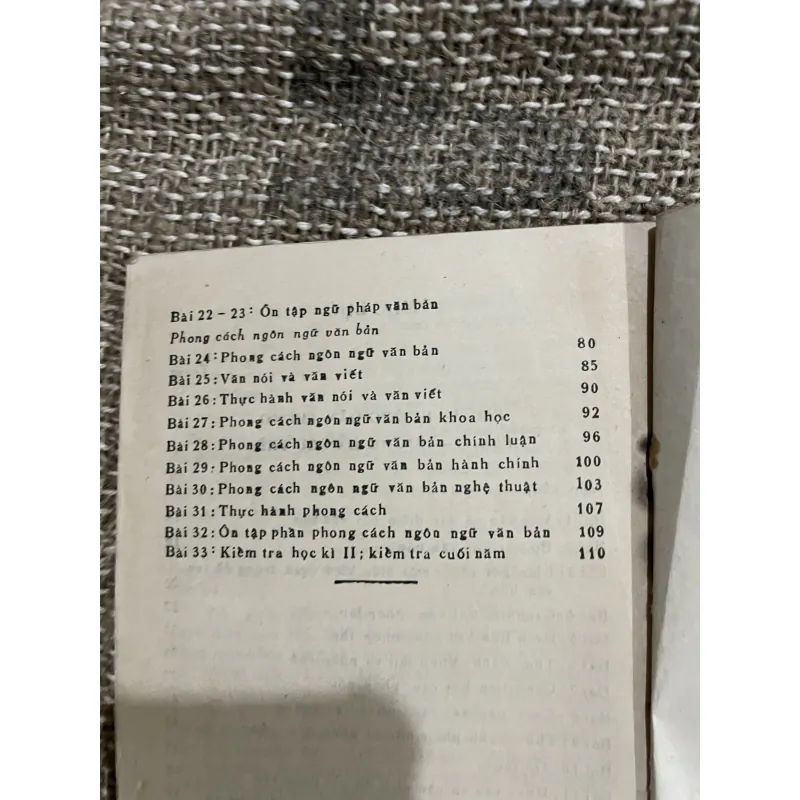 Bài 22 - 23: Ôn tập ngữ pháp văn bản
Phong cách ngôn ngữ văn bản
Bài 24: Phong cách ngôn ngữ văn bản 80
Bài 25: Văn nói và văn viết 85
Bài 26: Thực hành văn nói và văn viết 90
Bài 27: Phong cách ngôn ngữ văn bản khoa học 92
Bài 28: Phong cách ngôn ngữ văn bản chính luận 96
Bài 29: Phong cách ngôn ngữ văn bản hành chính 100
Bài 30: Phong cách ngôn ngữ văn bản nghệ thuật 103
Bài 31: Thực hành phong cách 107
Bài 32: Ôn tập phần phong cách ngôn ngữ văn bản 109
Bài 33: Kiểm tra học kì II; kiểm tra cuối năm 110